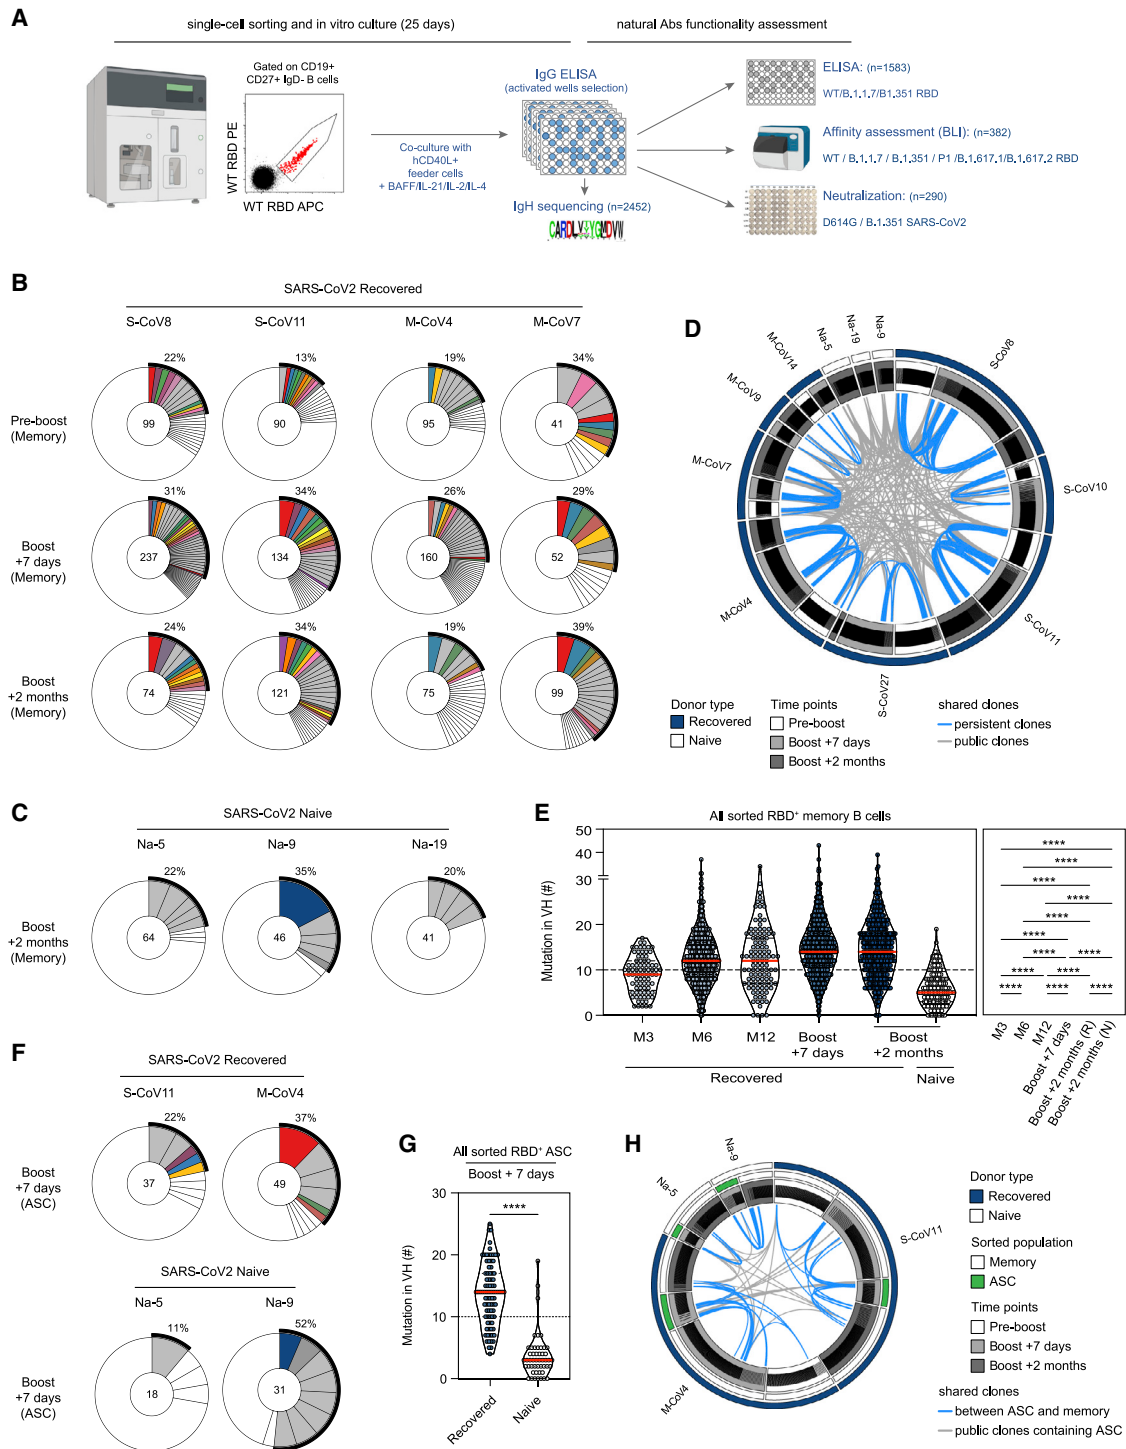 A
single-cell sorting and in vitro culture (25 days)
natural Abs functionality assessment
Gated on CD19+
CD27+ IgD- B cells
WT RBD PE
WT RBD APC
Co-culture with
hCD40L+
feeder cells
+ BAFF/IL-21/IL-2/IL-4
IgG ELISA
(activated wells selection)
IgH sequencing (n=2452)
ELISA: (n=1583)
WT/B.1.1.7/B1.351 RBD
Affinity assessment (BLI): (n=382)
WT / B.1.1.7 / B.1.351 / P1 /B.1.617.1/B.1.617.2 RBD
Neutralization: (n=290)
D614G / B.1.351 SARS-CoV2
B
SARS-CoV2 Recovered
S-CoV8
S-CoV11
M-CoV4
M-CoV7
Pre-boost
(Memory)
22%
99
13%
90
19%
95
34%
41
Boost
+7 days
(Memory)
31%
237
34%
134
26%
160
29%
52
Boost
+2 months
(Memory)
24%
74
34%
121
19%
75
39%
99
C
SARS-CoV2 Naive
Na-5
Na-9
Na-19
Boost
+2 months
(Memory)
22%
64
35%
46
20%
41
D
M-CoV14
Na-5
Na-19
Na-9
S-CoV8
M-CoV9
M-CoV7
S-CoV10
M-CoV4
S-CoV11
S-CoV27
Donor type
Recovered
Naive
Time points
Pre-boost
Boost +7 days
Boost +2 months
shared clones
persistent clones
public clones
E
All sorted RBD⁺ memory B cells
Mutation in VH (#)
50
40
30
20
10
0
M3
M6
M12
Boost
+7 days
Boost
+2 months
Recovered
Naive
****
****
****
****
****
****
**** ****
**** ****
**** **** ****
M3
M6
M12
Boost +7 days
Boost +2 months (R)
Boost +2 months (N)
F
SARS-CoV2 Recovered
S-CoV11
M-CoV4
Boost
+7 days
(ASC)
22%
37
37%
49
SARS-CoV2 Naive
Na-5
Na-9
Boost
+7 days
(ASC)
11%
18
52%
31
G
All sorted RBD⁺ ASC
Boost + 7 days
Mutation in VH (#)
30
20
10
0
****
Recovered
Naive
H
Na-5
Na-9
S-CoV11
M-CoV4
Donor type
Recovered
Naive
Sorted population
Memory
ASC
Time points
Pre-boost
Boost +7 days
Boost +2 months
shared clones
between ASC and memory
public clones containing ASC